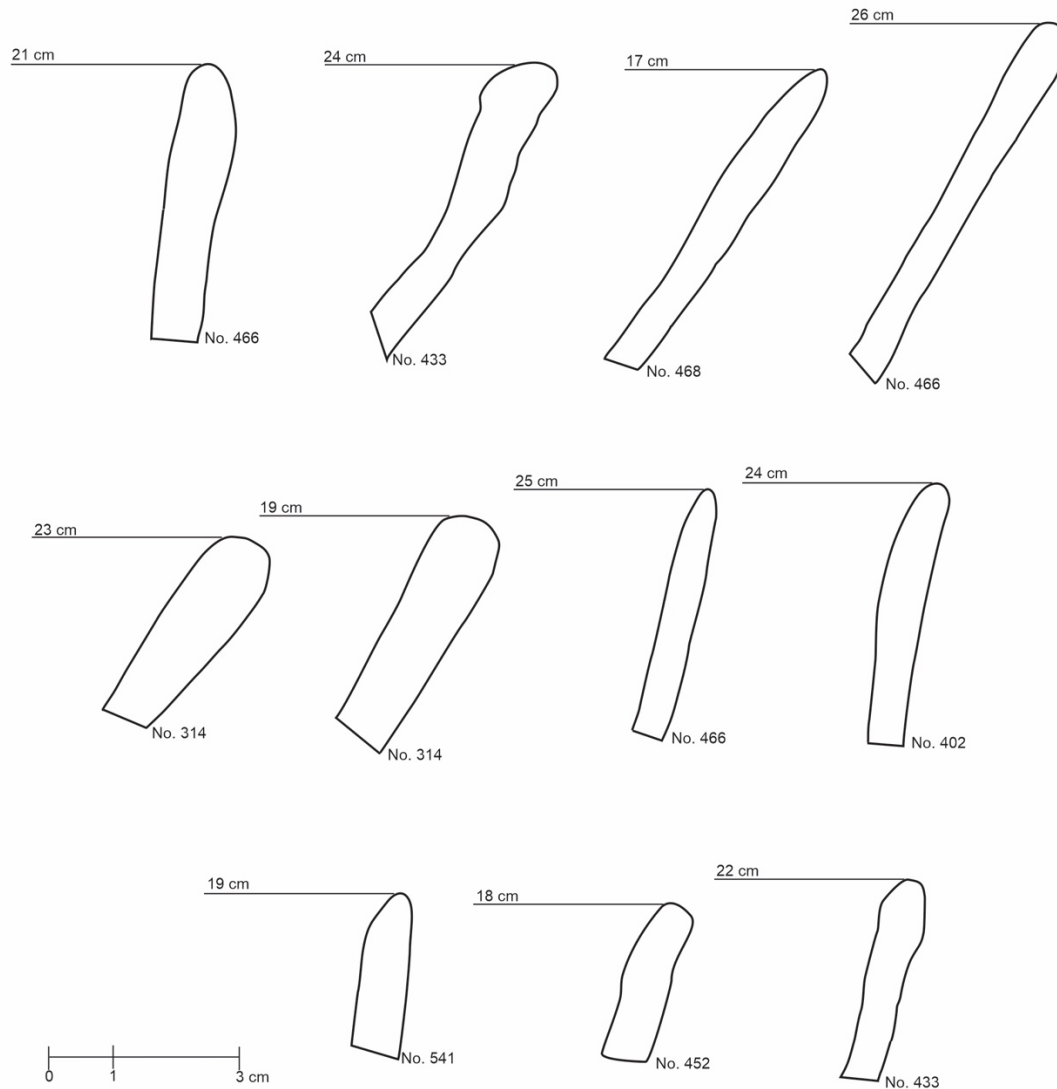 21 cm
24 cm
17 cm
26 cm
No. 466
No. 433
No. 468
No. 466
23 cm
19 cm
25 cm
24 cm
No. 314
No. 314
No. 466
No. 402
19 cm
18 cm
22 cm
No. 541
No. 452
No. 433
0 1 3 cm